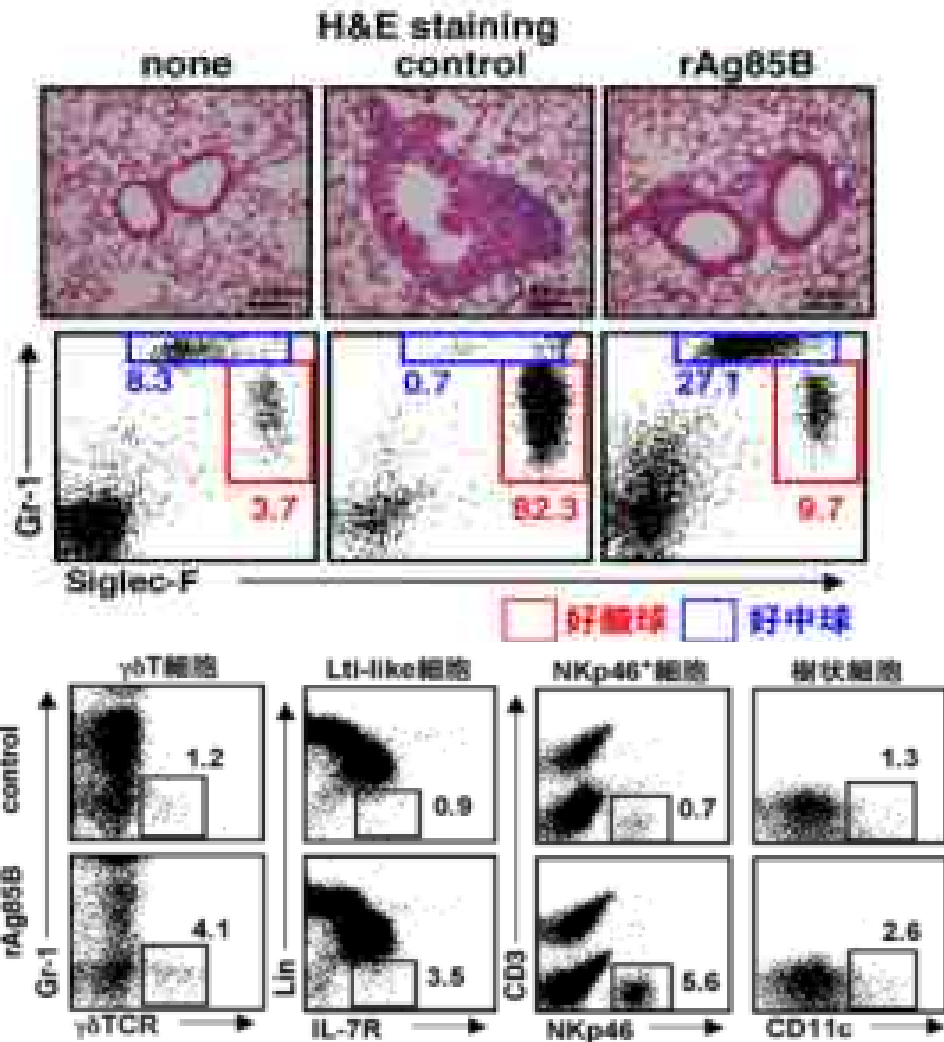 H&E staining
none control rAg85B
Gr-1
8.3 0.7 27.1
3.7 82.3 9.7
Siglec-F
好酸球 好中球
γδT細胞 Lti-like細胞 NKp46⁺細胞 樹状細胞
control
1.2 0.9 0.7 1.3
rAg85B
4.1 3.5 5.6 2.6
Gr-1 Lin CD3
γδTCR IL-7R NKp46 CD11c